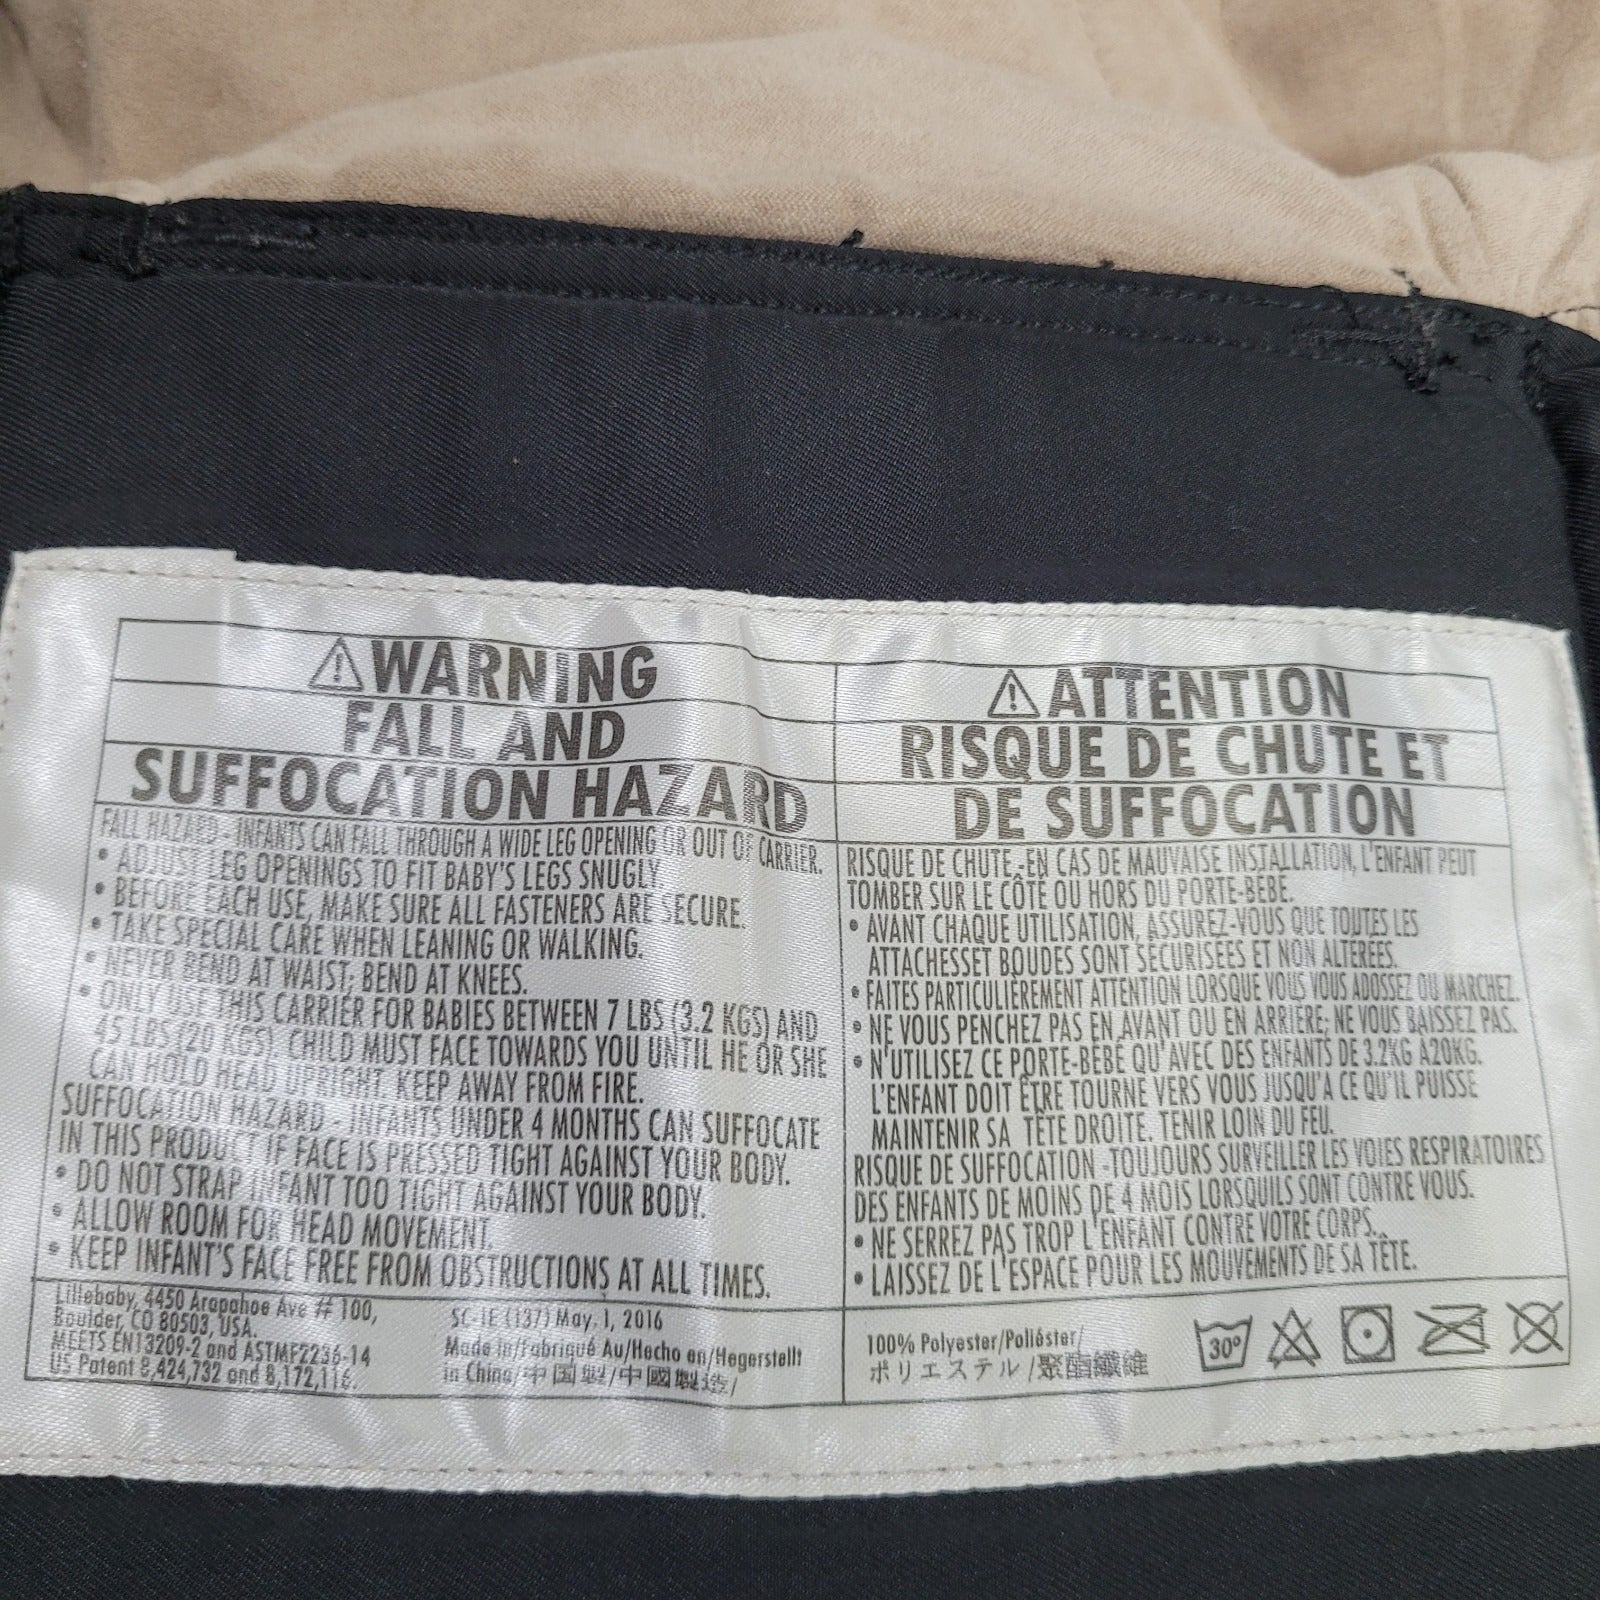 ⚠WARNING
FALL AND
SUFFOCATION HAZARD
FALL HAZARD - INFANTS CAN FALL THROUGH A WIDE LEG OPENING OR OUT OF CARRIER.
• ADJUST LEG OPENINGS TO FIT BABY'S LEGS SNUGLY.
• BEFORE EACH USE, MAKE SURE ALL FASTENERS ARE SECURE.
• TAKE SPECIAL CARE WHEN LEANING OR WALKING.
• NEVER BEND AT WAIST; BEND AT KNEES.
• ONLY USE THIS CARRIER FOR BABIES BETWEEN 7 LBS (3.2 KGS) AND
45 LBS (20 KGS). CHILD MUST FACE TOWARDS YOU UNTIL HE OR SHE
CAN HOLD HEAD UPRIGHT. KEEP AWAY FROM FIRE.
SUFFOCATION HAZARD - INFANTS UNDER 4 MONTHS CAN SUFFOCATE
IN THIS PRODUCT IF FACE IS PRESSED TIGHT AGAINST YOUR BODY.
• DO NOT STRAP INFANT TOO TIGHT AGAINST YOUR BODY.
• ALLOW ROOM FOR HEAD MOVEMENT.
• KEEP INFANT'S FACE FREE FROM OBSTRUCTIONS AT ALL TIMES.
Lillebaby, 4450 Arapahoe Ave # 100,
Boulder, CO 80503, USA.
MEETS EN13209-2 and ASTMF2236-14
US Patent 8,424,732 and 8,172,116.
SC-1E (137) May. 1, 2016
Made in/Fabriqué Au/Hecho en/Hegerstellt
in China/中国製/中國製造/
⚠ATTENTION
RISQUE DE CHUTE ET
DE SUFFOCATION
RISQUE DE CHUTE -EN CAS DE MAUVAISE INSTALLATION, L'ENFANT PEUT
TOMBER SUR LE CÔTÉ OU HORS DU PORTE-BÉBÉ.
• AVANT CHAQUE UTILISATION, ASSUREZ-VOUS QUE TOUTES LES
ATTACHESSET BOUDES SONT SÉCURISÉES ET NON ALTÉRÉES.
• FAITES PARTICULIÈREMENT ATTENTION LORSQUE VOUS VOUS ADOSSEZ OU MARCHEZ.
• NE VOUS PENCHEZ PAS EN AVANT OU EN ARRIÈRE; NE VOUS BAISSEZ PAS.
• N'UTILISEZ CE PORTE-BÉBÉ QU'AVEC DES ENFANTS DE 3.2KG À20KG.
L'ENFANT DOIT ÊTRE TOURNE VERS VOUS JUSQU'A CE QU'IL PUISSE
MAINTENIR SA TÊTE DROITE. TENIR LOIN DU FEU.
RISQUE DE SUFFOCATION -TOUJOURS SURVEILLER LES VOIES RESPIRATOIRES
DES ENFANTS DE MOINS DE 4 MOIS LORSQUILS SONT CONTRE VOUS.
• NE SERREZ PAS TROP L'ENFANT CONTRE VOTRE CORPS.
• LAISSEZ DE L'ESPACE POUR LES MOUVEMENTS DE SA TÊTE.
100% Polyester/Poliéster/
ポリエステル /聚酯纖維
30°